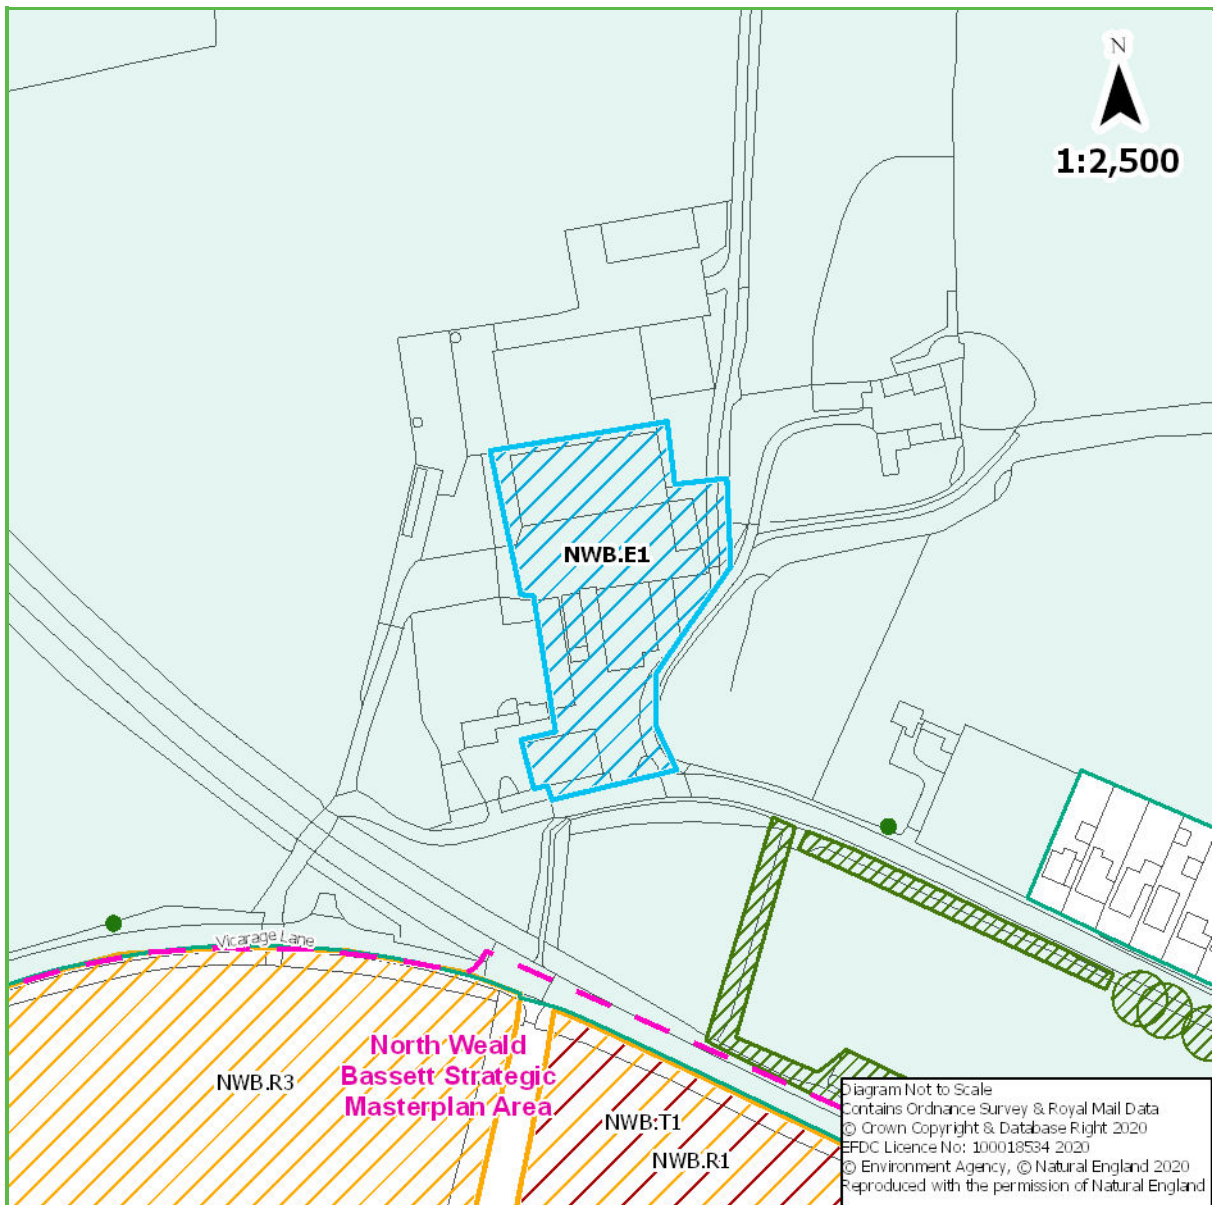 N
1:2,500
NWB.E1
Vicarage Lane
North Weald
Bassett Strategic
Masterplan Area
NWB.R3
NWB:T1
NWB.R1
Diagram Not to Scale
Contains Ordnance Survey & Royal Mail Data
© Crown Copyright & Database Right 2020
EFDC Licence No: 100018534 2020
© Environment Agency, © Natural England 2020
Reproduced with the permission of Natural England